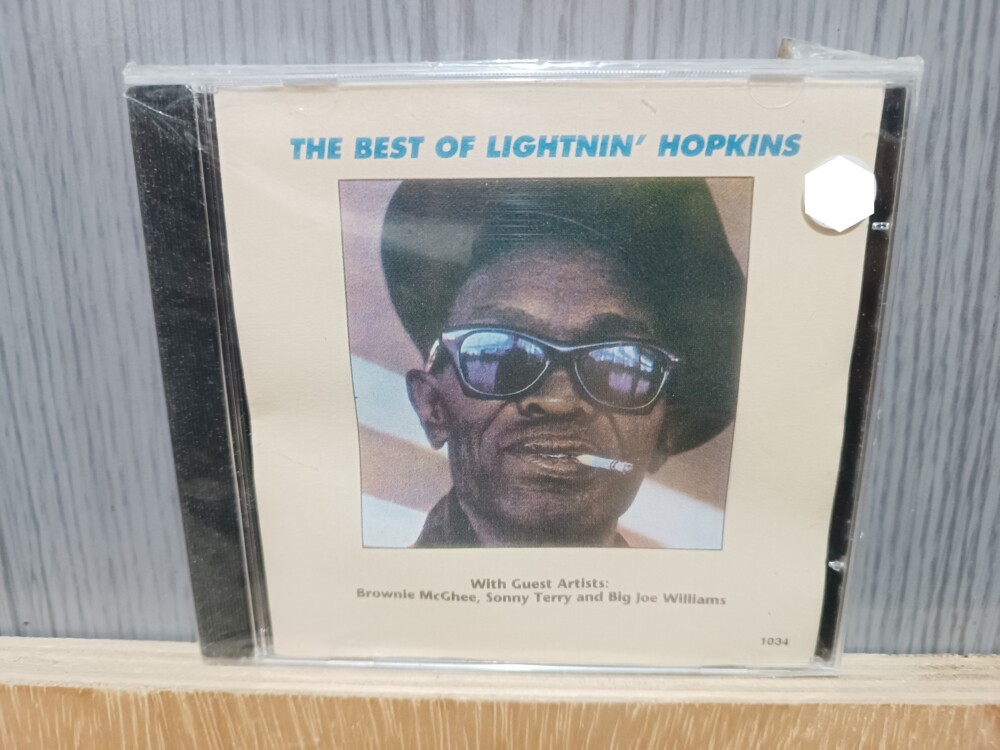 THE BEST OF LIGHTNIN' HOPKINS
With Guest Artists:
Brownie McGhee, Sonny Terry and Big Joe Williams
1034